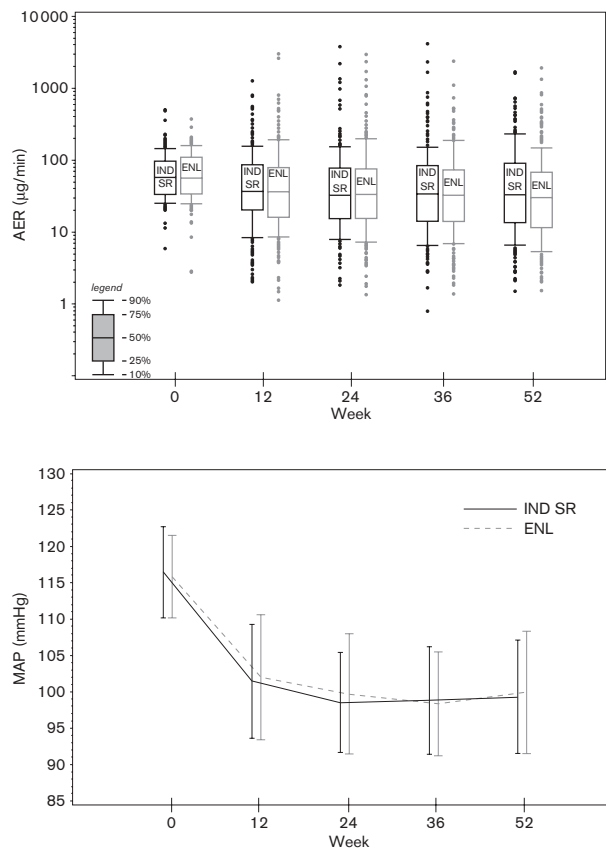 10 000
1000
100
10
1
AER (µg/min)
IND SR
ENL
IND SR
ENL
IND SR
ENL
IND SR
ENL
IND SR
ENL
legend
90%
75%
50%
25%
10%
0 12 24 36 52
Week
130
125
120
115
110
105
100
95
90
85
MAP (mmHg)
IND SR
ENL
0 12 24 36 52
Week